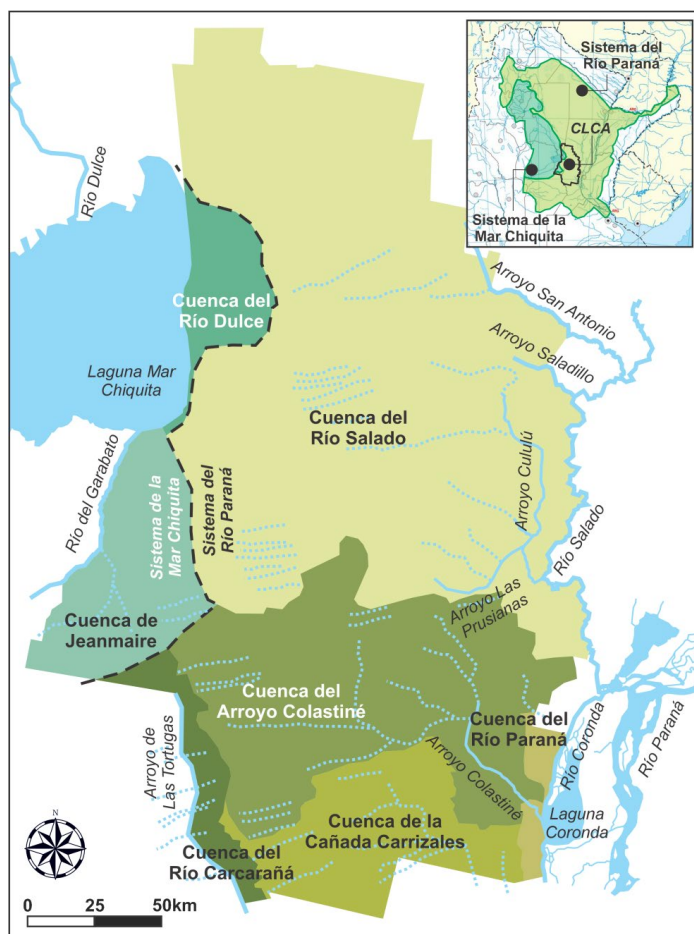 Sistema del
Río Paraná
CLCA
Sistema de la
Mar Chiquita
Río Dulce
Cuenca del
Río Dulce
Arroyo San Antonio
Arroyo Saladillo
Laguna Mar
Chiquita
Cuenca del
Río Salado
Río del Garabato
Sistema de la
Mar Chiquita
Sistema del
Río Paraná
Arroyo Cululú
Río Salado
Arroyo Las
Prusianas
Cuenca de
Jeanmaire
Cuenca del
Arroyo Colastiné
Cuenca del
Río Paraná
Río Coronda
Río Paraná
Arroyo de
Las Tortugas
Arroyo Colastiné
Laguna
Coronda
Cuenca de la
Cañada Carrizales
Cuenca del
Río Carcarañá
N
0 25 50km